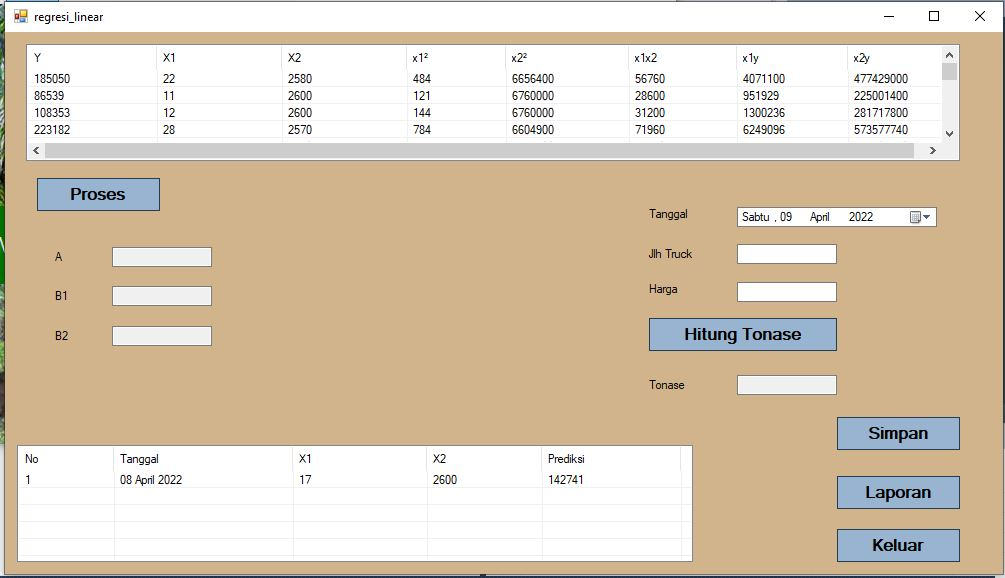 regresi_linear
Y X1 X2 x1² x2² x1x2 x1y x2y
185050 22 2580 484 6656400 56760 4071100 477429000
86539 11 2600 121 6760000 28600 951929 225001400
108353 12 2600 144 6760000 31200 1300236 281717800
223182 28 2570 784 6604900 71960 6249096 573577740
Proses
Tanggal Sabtu , 09 April 2022
A
Jlh Truck
B1
Harga
B2
Hitung Tonase
Tonase
Simpan
No Tanggal X1 X2 Prediksi
1 08 April 2022 17 2600 142741
Laporan
Keluar